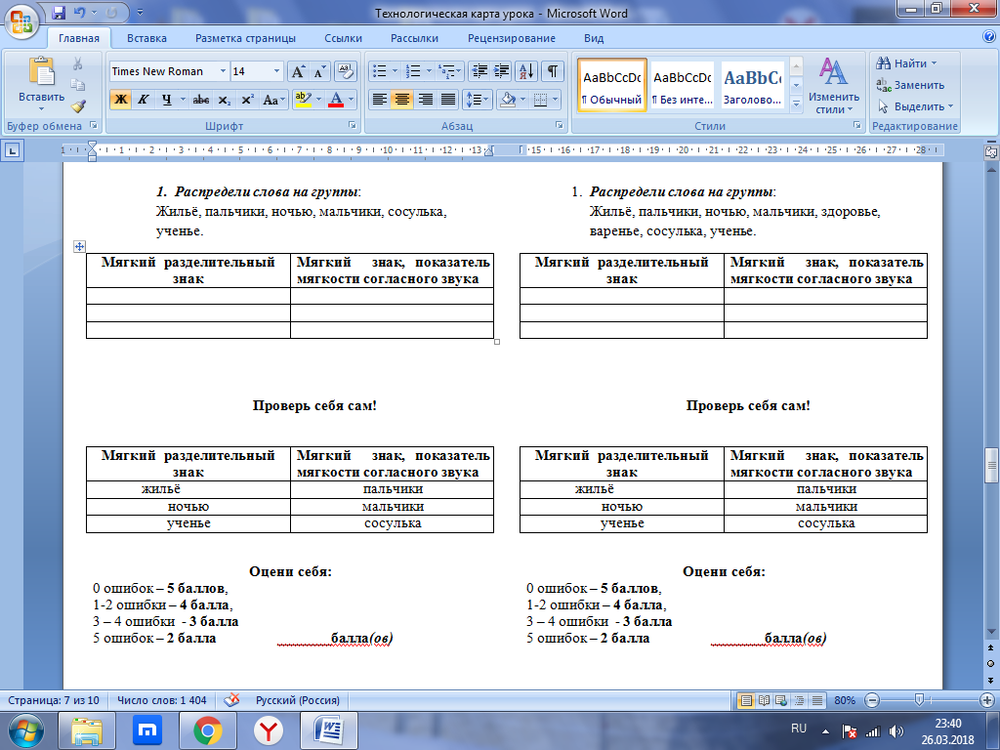 Технологическая карта урока - Microsoft Word
Главная
Вставка
Разметка страницы
Ссылки
Рассылки
Рецензирование
Вид
Вставить
Буфер обмена
Times New Roman
14
Шрифт
Абзац
AaBbCcDc
AaBbCcDc
AaBbCc
¶ Обычный
¶ Без инте...
Заголово...
Изменить стили
Стили
Найти
Заменить
Выделить
Редактирование
1. Распредели слова на группы:
Жильё, пальчики, ночью, мальчики, сосулька,
ученье.
Мягкий разделительный знак
Мягкий знак, показатель мягкости согласного звука
Проверь себя сам!
Мягкий разделительный знак
Мягкий знак, показатель мягкости согласного звука
жильё пальчики
ночью мальчики
ученье сосулька
Оцени себя:
0 ошибок – 5 баллов,
1-2 ошибки – 4 балла,
3 – 4 ошибки - 3 балла
5 ошибок – 2 балла ________балла(ов)
1. Распредели слова на группы:
Жильё, пальчики, ночью, мальчики, здоровье,
варенье, сосулька, ученье.
Мягкий разделительный знак
Мягкий знак, показатель мягкости согласного звука
Проверь себя сам!
Мягкий разделительный знак
Мягкий знак, показатель мягкости согласного звука
жильё пальчики
ночью мальчики
ученье сосулька
Оцени себя:
0 ошибок – 5 баллов,
1-2 ошибки – 4 балла,
3 – 4 ошибки - 3 балла
5 ошибок – 2 балла ________балла(ов)
Страница: 7 из 10
Число слов: 1 404
Русский (Россия)
80%
RU
23:40
26.03.2018